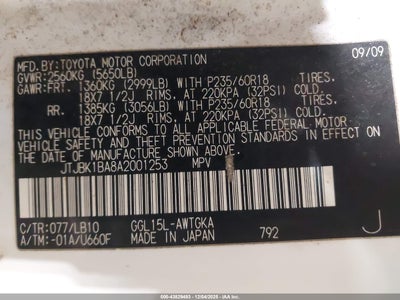 MFD. BY: TOYOTA MOTOR CORPORATION 09/09
GVWR: 2560KG (5650LB)
GAWR: FRT. 1360KG (2999LB) WITH P235/60R18 TIRES,
18X7 1/2J RIMS, AT 220KPA (32PSI) COLD.
RR. 1385KG (3056LB) WITH P235/60R18 TIRES,
18X7 1/2J RIMS, AT 220KPA (32PSI) COLD.
THIS VEHICLE CONFORMS TO ALL APPLICABLE FEDERAL MOTOR
VEHICLE SAFETY AND THEFT PREVENTION STANDARDS IN EFFECT
ON THE DATE OF MANUFACTURE SHOWN ABOVE.
JTJBK1BA8A2001253 MPV
C/TR: 077/LB10 GGL15L-AWTGKA J
A/TM: -01A/U660F MADE IN JAPAN 792
000-43828483 - 12/04/2025 -